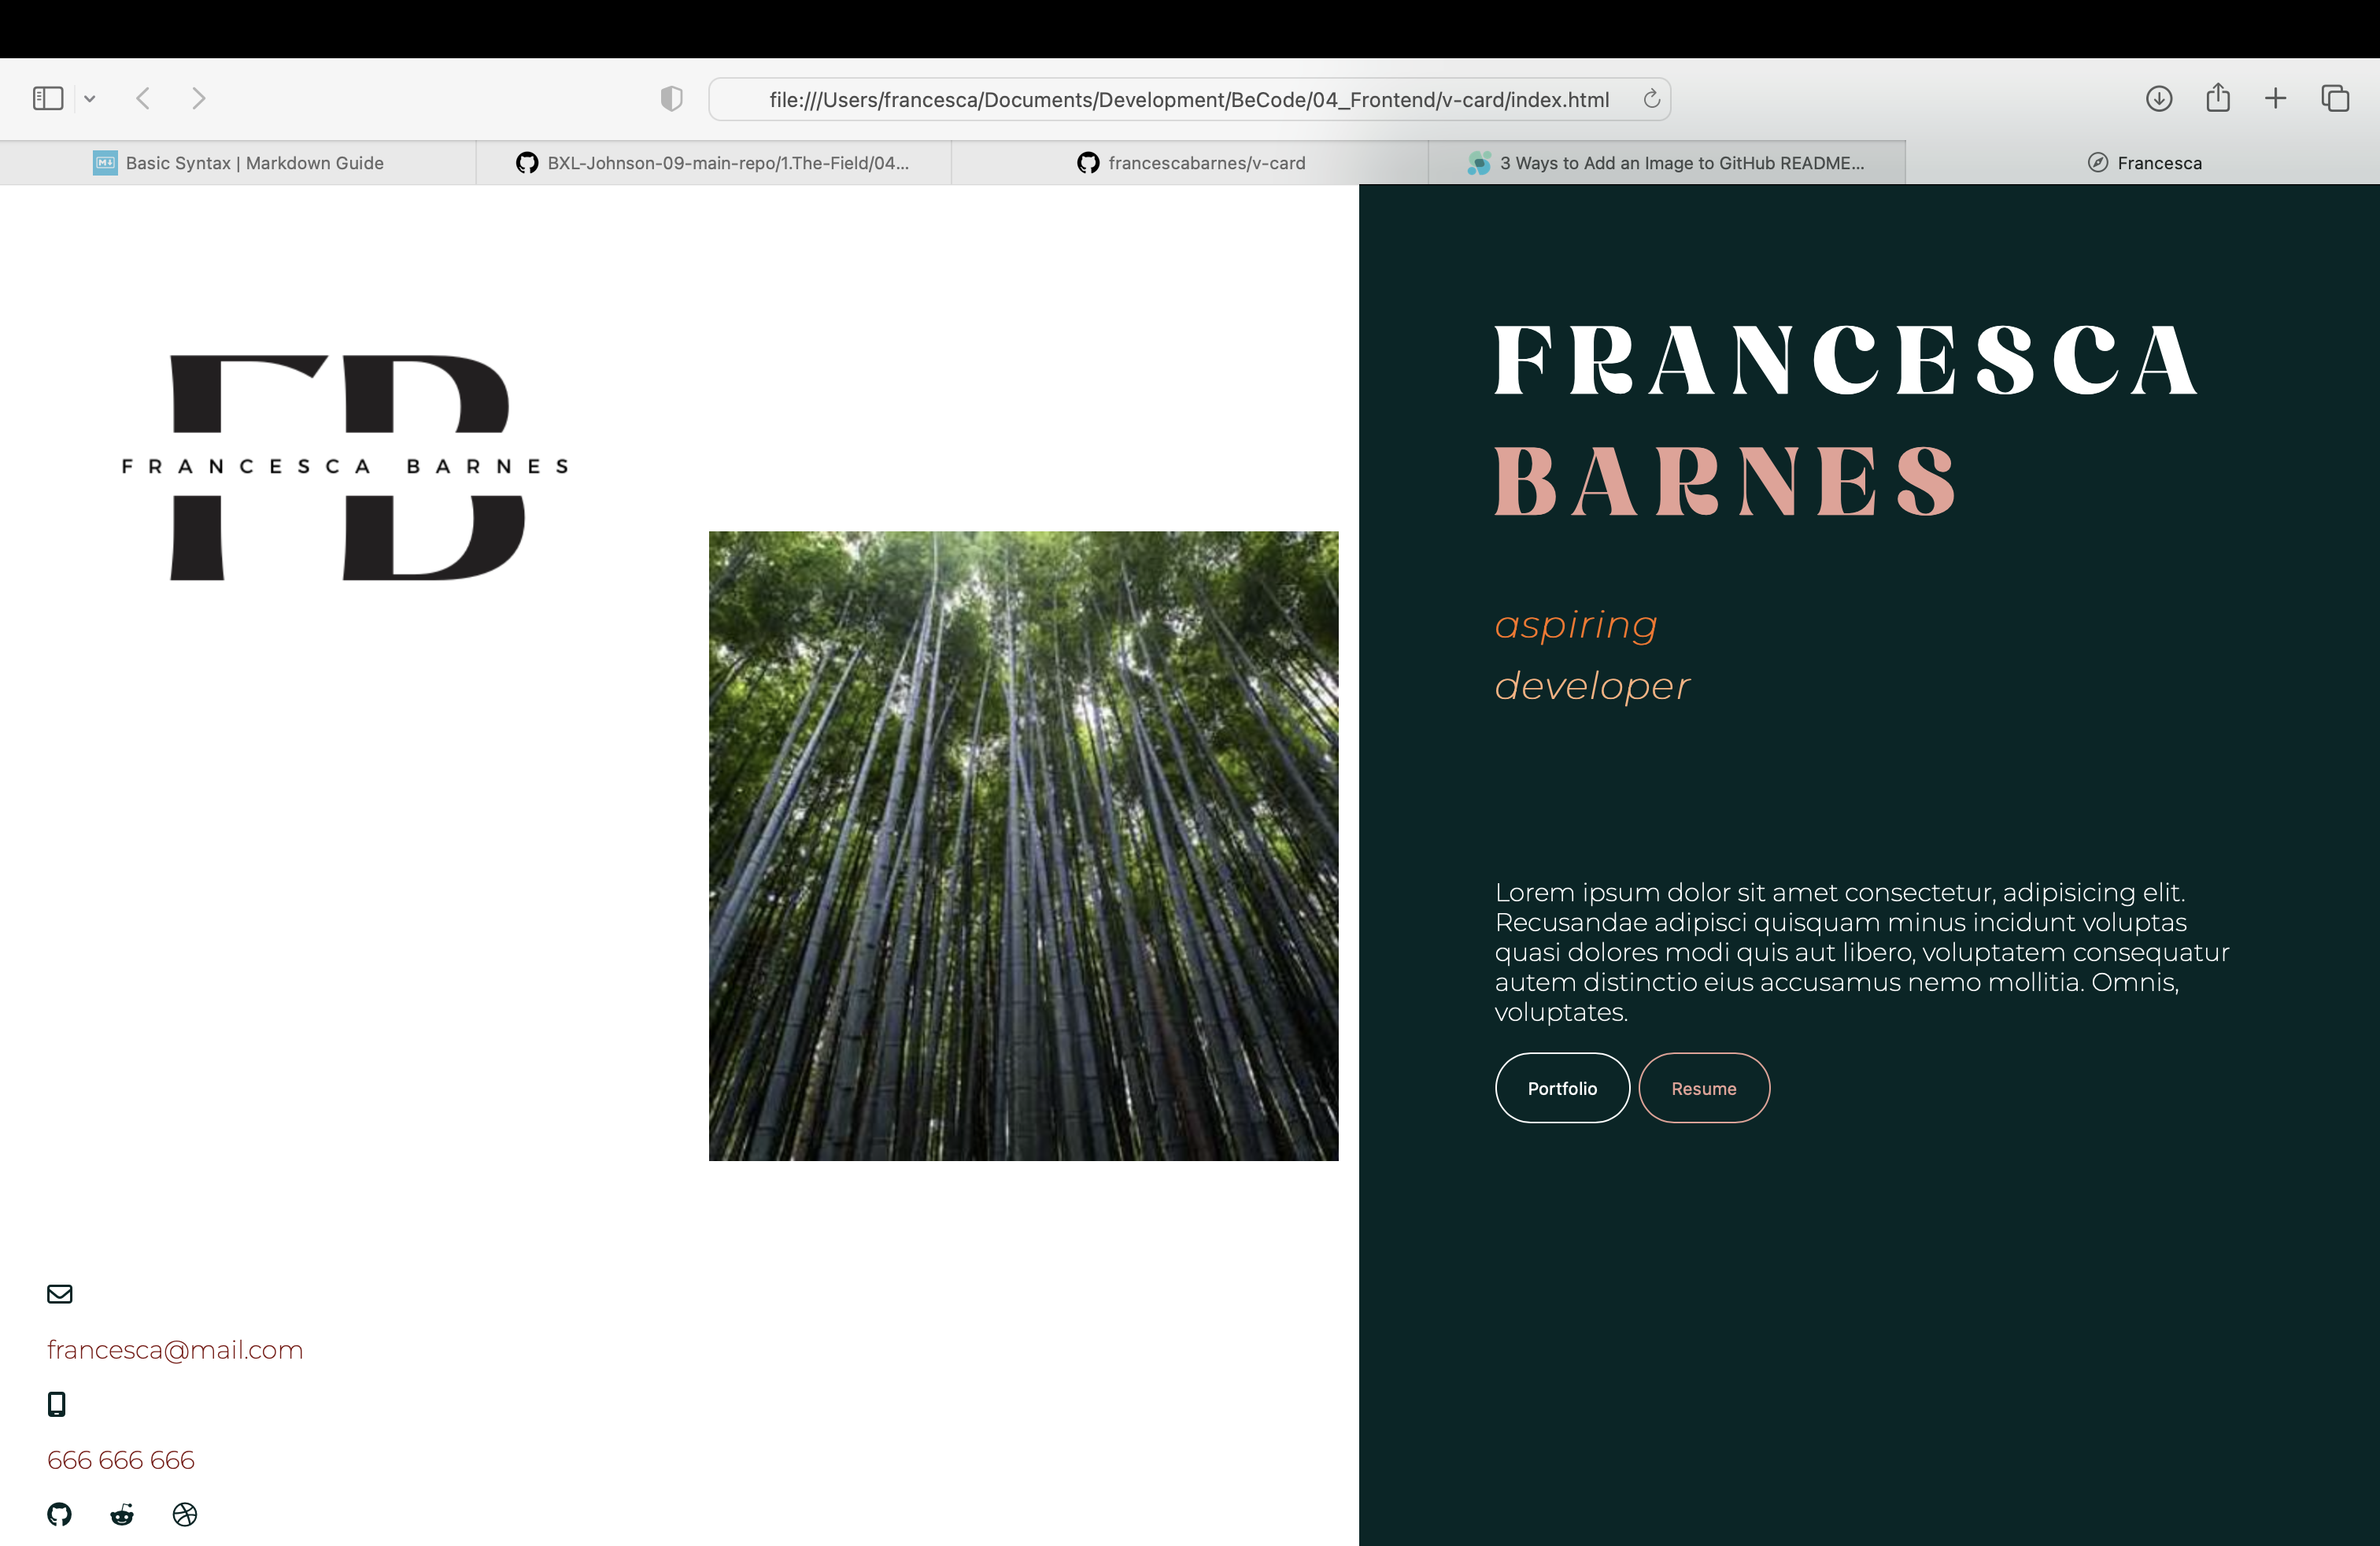 file:///Users/francesca/Documents/Development/BeCode/04_Frontend/v-card/index.html
Basic Syntax | Markdown Guide
BXL-Johnson-09-main-repo/1.The-Field/04...
francescabarnes/v-card
3 Ways to Add an Image to GitHub README...
Francesca
FB
FRANCESCA BARNES
francesca@mail.com
666 666 666
FRANCESCA
BARNES
aspiring
developer
Lorem ipsum dolor sit amet consectetur, adipisicing elit.
Recusandae adipisci quisquam minus incidunt voluptas
quasi dolores modi quis aut libero, voluptatem consequatur
autem distinctio eius accusamus nemo mollitia. Omnis,
voluptates.
Portfolio
Resume